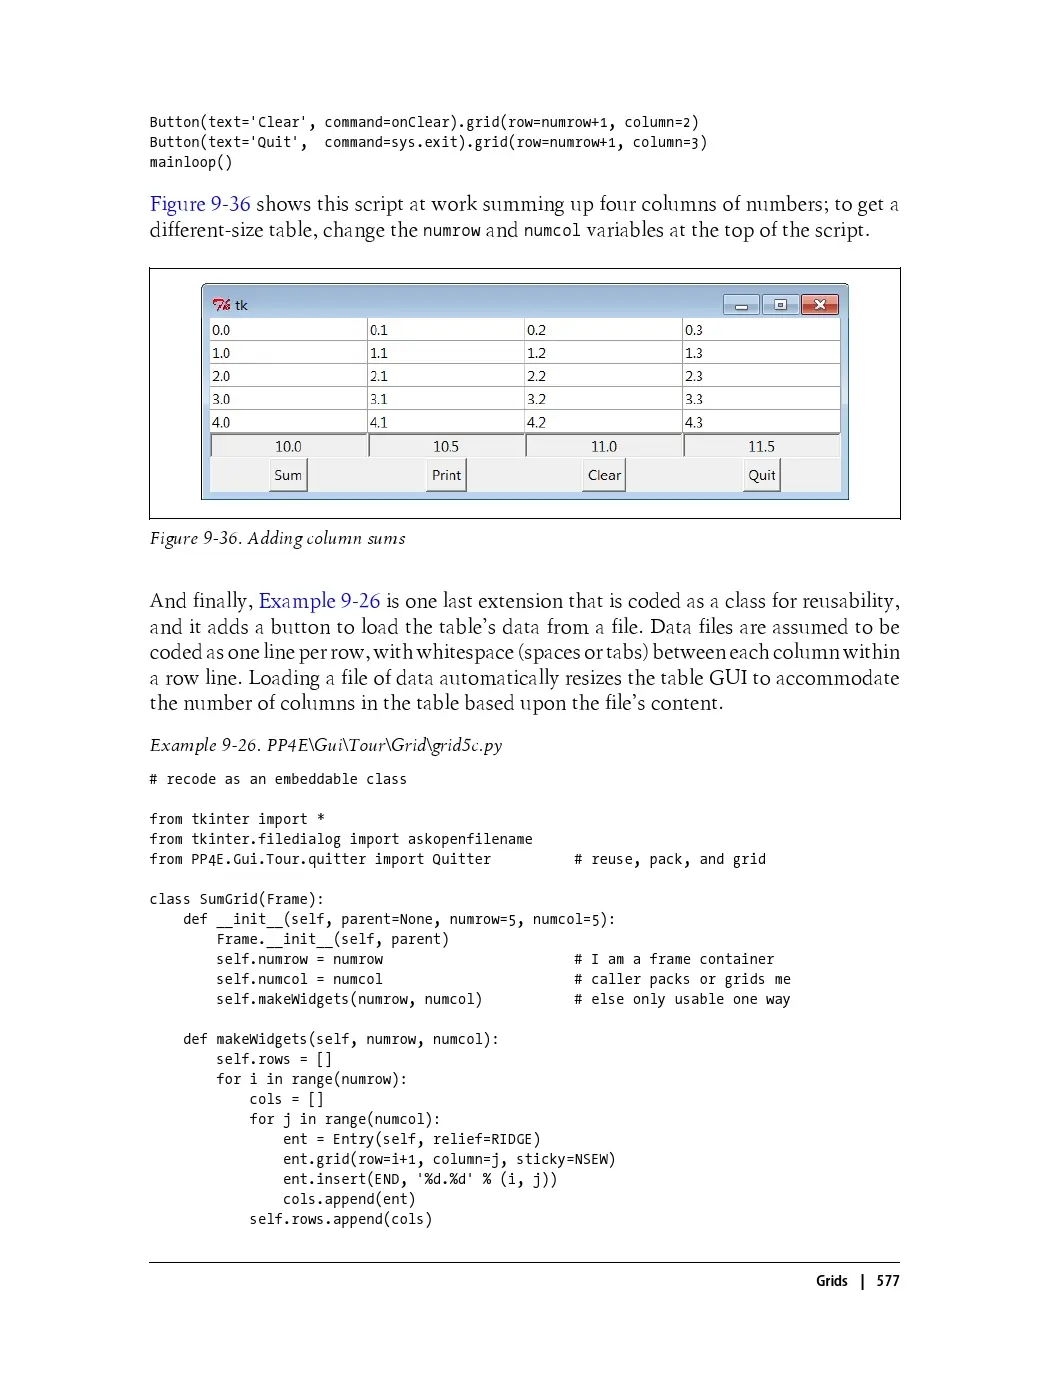 Button(text='Clear', command=onClear).grid(row=numrow+1, column=2)
Button(text='Quit',  command=sys.exit).grid(row=numrow+1, column=3)
mainloop()
Figure 9-36 shows this script at work summing up four columns of numbers; to get a
different-size table, change the numrow and numcol variables at the top of the script.
tk
0.0 0.1 0.2 0.3
1.0 1.1 1.2 1.3
2.0 2.1 2.2 2.3
3.0 3.1 3.2 3.3
4.0 4.1 4.2 4.3
10.0 10.5 11.0 11.5
Sum Print Clear Quit
Figure 9-36. Adding column sums
And finally, Example 9-26 is one last extension that is coded as a class for reusability,
and it adds a button to load the table's data from a file. Data files are assumed to be
coded as one line per row, with whitespace (spaces or tabs) between each column within
a row line. Loading a file of data automatically resizes the table GUI to accommodate
the number of columns in the table based upon the file's content.
Example 9-26. PP4E\Gui\Tour\Grid\grid5c.py
# recode as an embeddable class
from tkinter import *
from tkinter.filedialog import askopenfilename
from PP4E.Gui.Tour.quitter import Quitter          # reuse, pack, and grid
class SumGrid(Frame):
    def __init__(self, parent=None, numrow=5, numcol=5):
        Frame.__init__(self, parent)
        self.numrow = numrow                       # I am a frame container
        self.numcol = numcol                       # caller packs or grids me
        self.makeWidgets(numrow, numcol)           # else only usable one way
    def makeWidgets(self, numrow, numcol):
        self.rows = []
        for i in range(numrow):
            cols = []
            for j in range(numcol):
                ent = Entry(self, relief=RIDGE)
                ent.grid(row=i+1, column=j, sticky=NSEW)
                ent.insert(END, '%d.%d' % (i, j))
                cols.append(ent)
            self.rows.append(cols)
Grids | 577